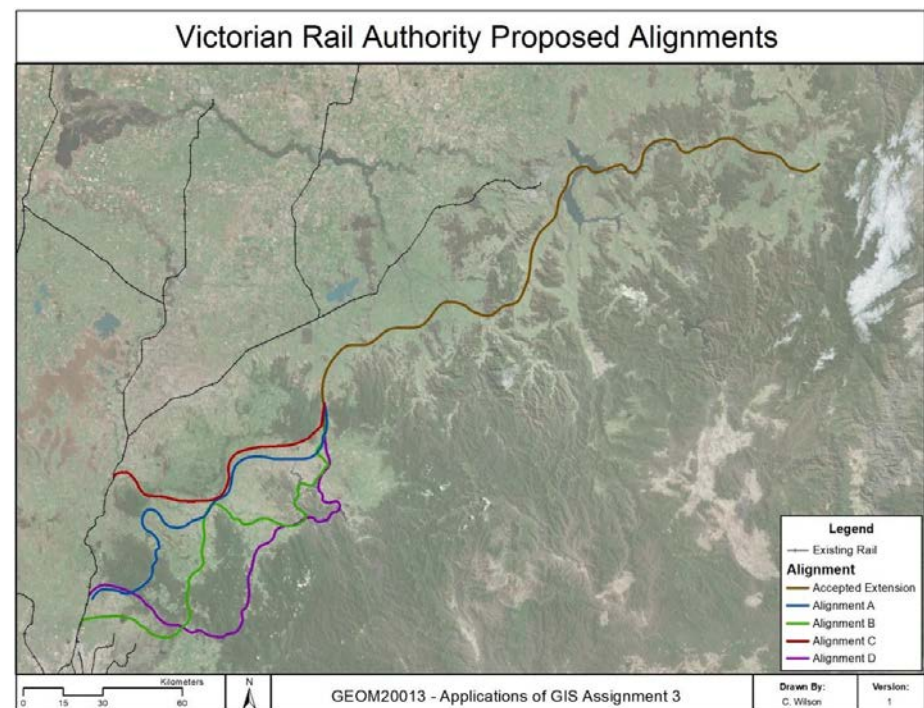 Victorian Rail Authority Proposed Alignments
Legend
Existing Rail
Alignment
Accepted Extension
Alignment A
Alignment B
Alignment C
Alignment D
Kilometers
0 15 30 60
N
GEOM20013 - Applications of GIS Assignment 3
Drawn By:
C. Wilson
Version:
1